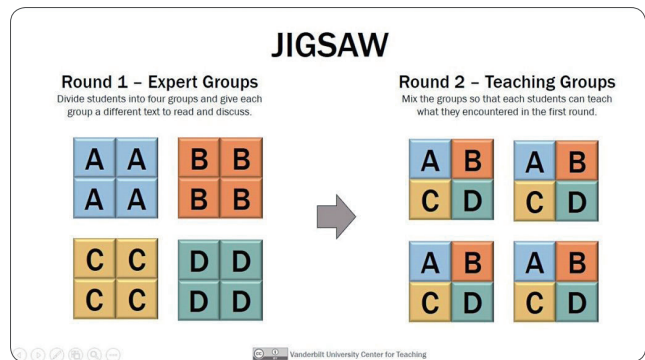 JIGSAW
Round 1 – Expert Groups
Divide students into four groups and give each
group a different text to read and discuss.
A A B B
A A B B
C C D D
C C D D
Round 2 – Teaching Groups
Mix the groups so that each students can teach
what they encountered in the first round.
A B A B
C D C D
A B A B
C D C D
Vanderbilt University Center for Teaching